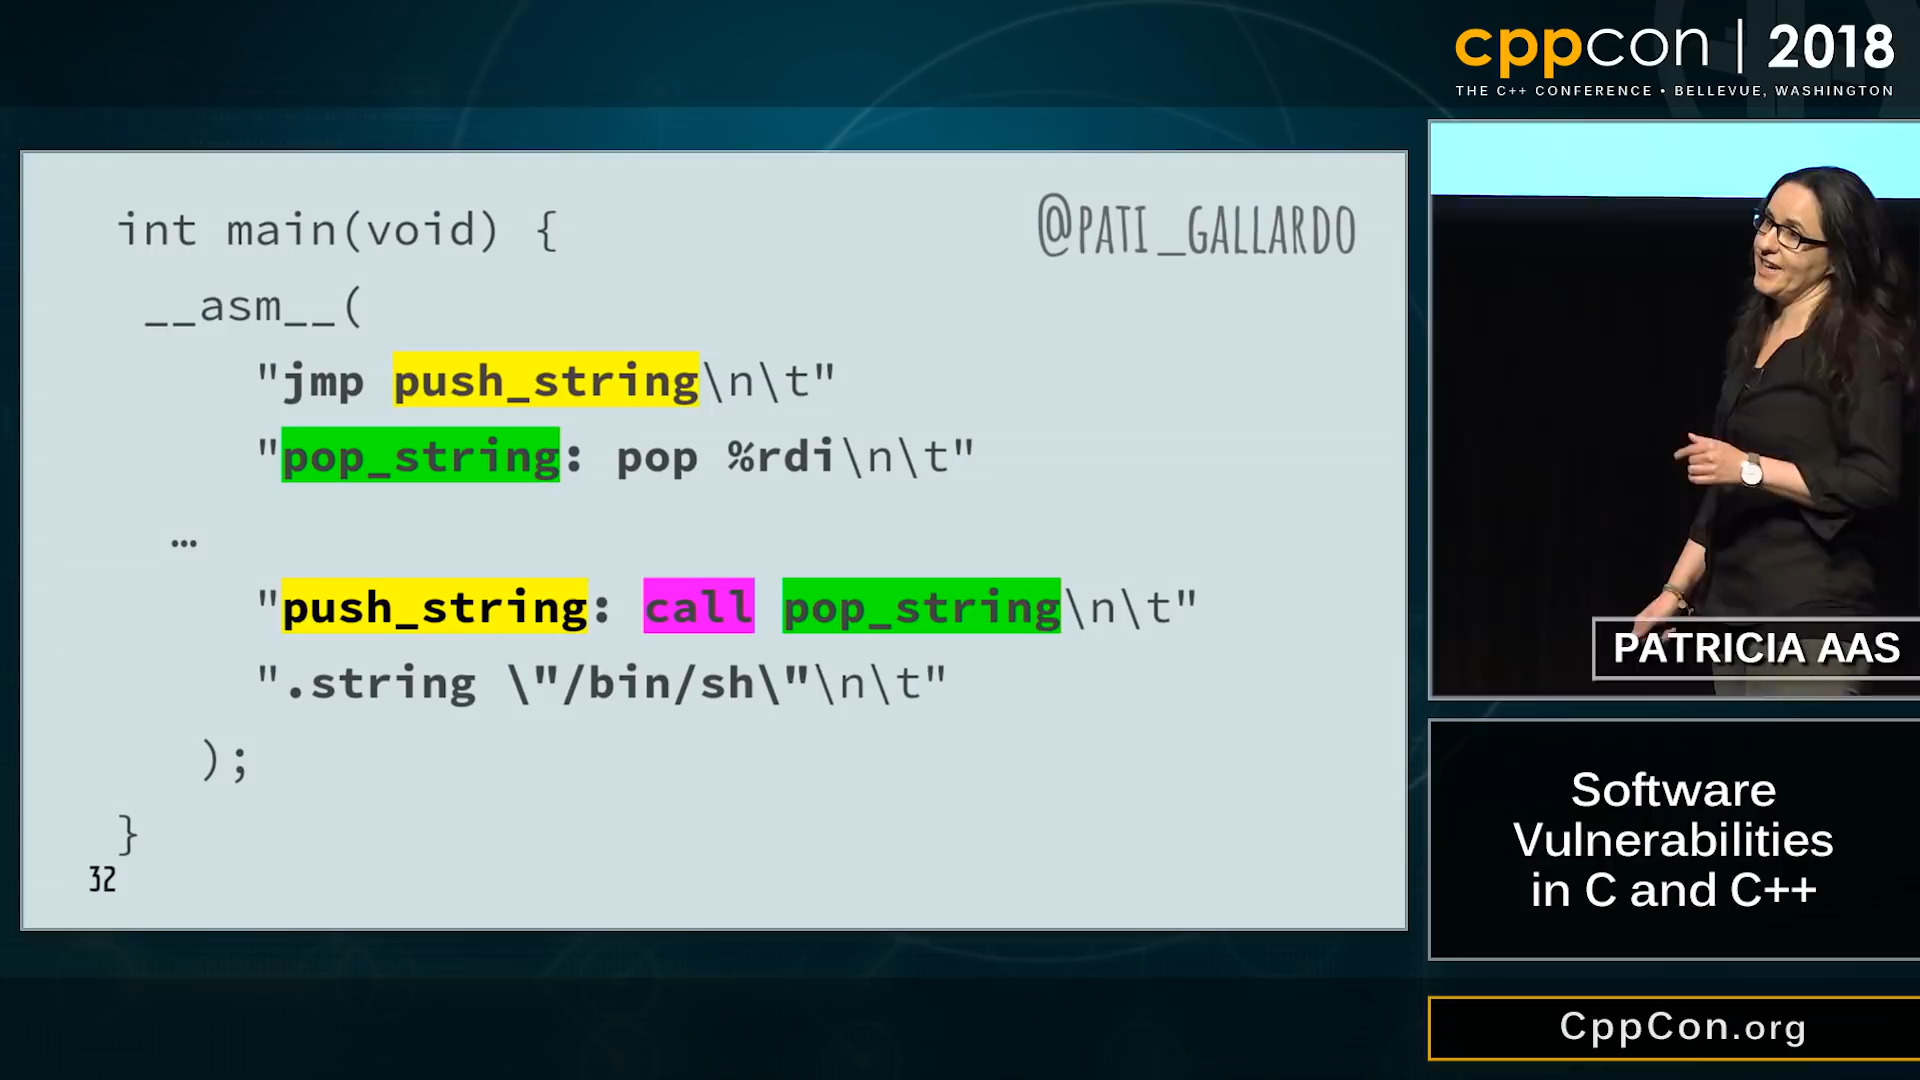 cppcon | 2018
THE C++ CONFERENCE • BELLEVUE, WASHINGTON
@PATI_GALLARDO
int main(void) {
__asm__(
"jmp push_string\n\t"
"pop_string: pop %rdi\n\t"
…
"push_string: call pop_string\n\t"
".string \"/bin/sh\"\n\t"
);
}
32
PATRICIA AAS
Software
Vulnerabilities
in C and C++
CppCon.org